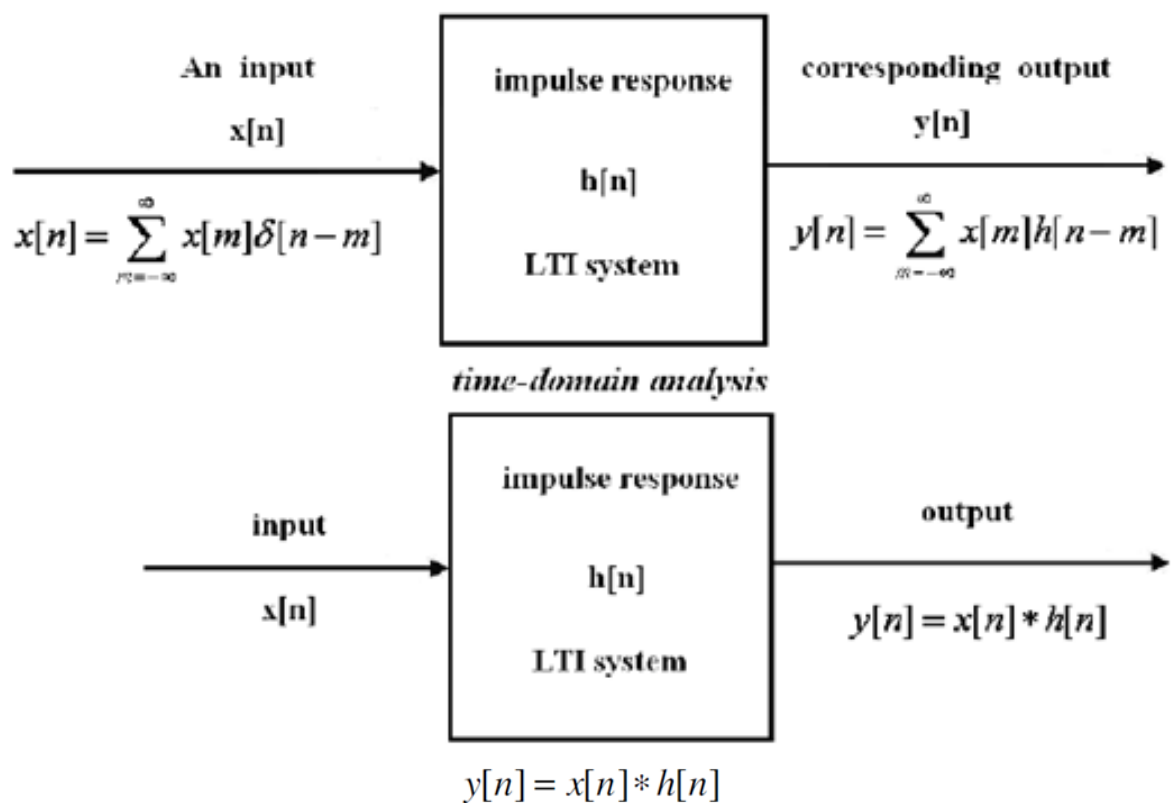 An input
x[n]
x[n] = ∑_{m=-∞}^{∞} x[m]δ[n-m]
impulse response
h[n]
LTI system
corresponding output
y[n]
y[n] = ∑_{m=-∞}^{∞} x[m]h[n-m]
time-domain analysis
input
x[n]
impulse response
h[n]
LTI system
output
y[n] = x[n]*h[n]
y[n] = x[n]*h[n]